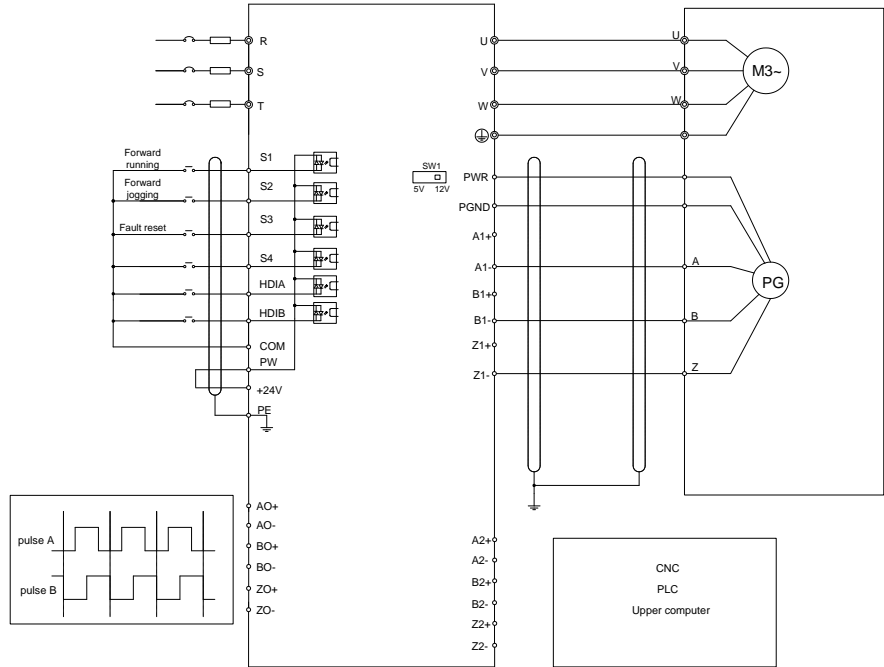 R
S
T
Forward
running
S1
Forward
jogging
S2
Fault reset
S3
S4
HDIA
HDIB
COM
PW
+24V
PE
AO+
AO-
BO+
BO-
ZO+
ZO-
pulse A
pulse B
U
V
W
SW1
5V 12V
PWR
PGND
A1+
A1-
B1+
B1-
Z1+
Z1-
A2+
A2-
B2+
B2-
Z2+
Z2-
U
V
W
M3~
A
B
Z
PG
CNC
PLC
Upper computer